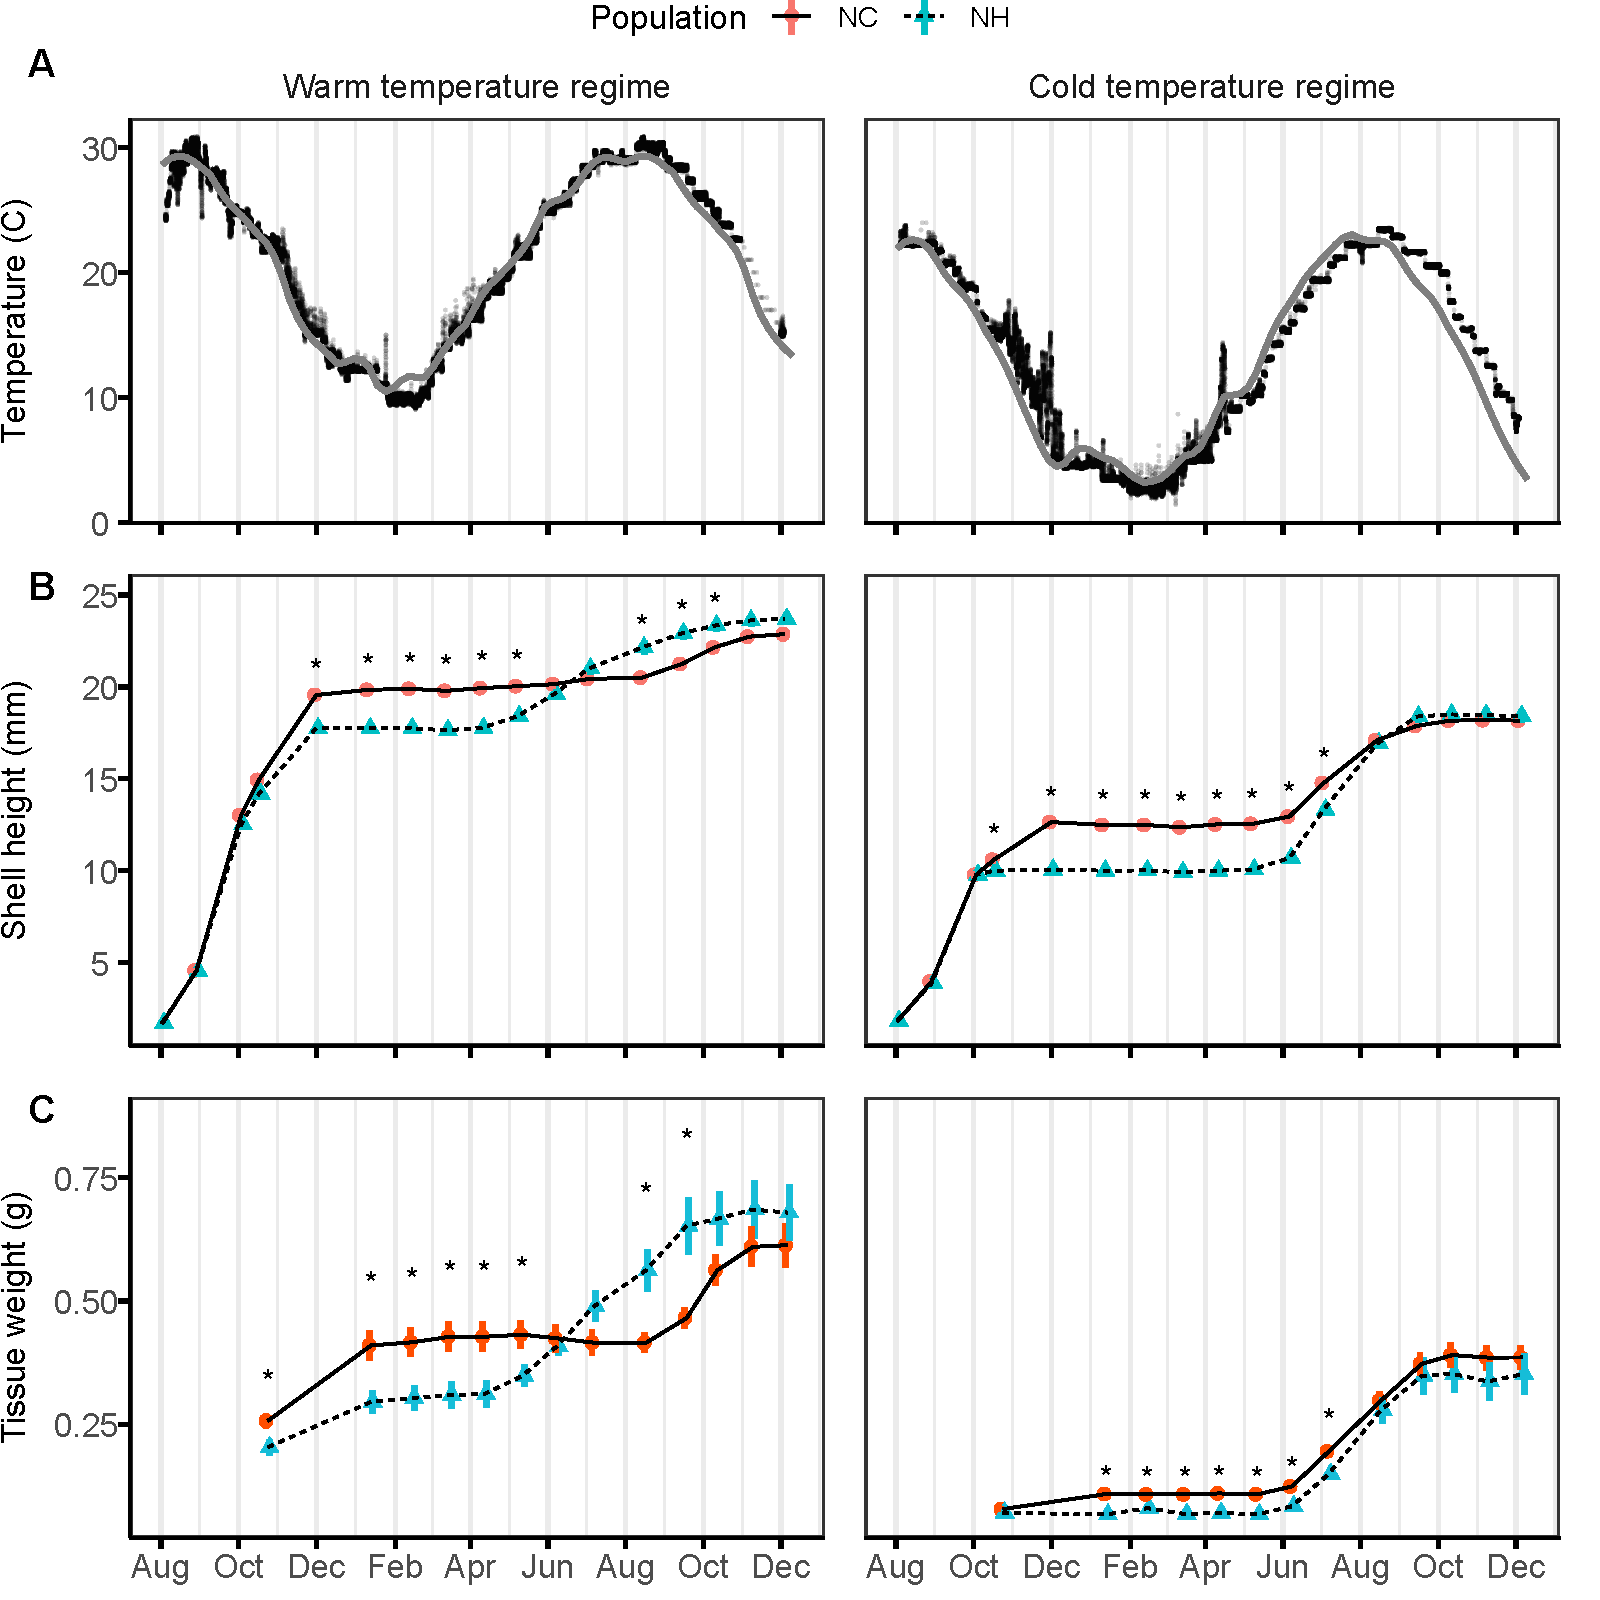 Population NC NH
A
Warm temperature regime Cold temperature regime
Temperature (C)
30
20
10
0
B
Shell height (mm)
25
20
15
10
5
* * * * * * * * *
* * * * * * * * *
C
Tissue weight (g)
0.75
0.50
0.25
* * * * * * * *
* * * * * * *
Aug Oct Dec Feb Apr Jun Aug Oct Dec Aug Oct Dec Feb Apr Jun Aug Oct Dec